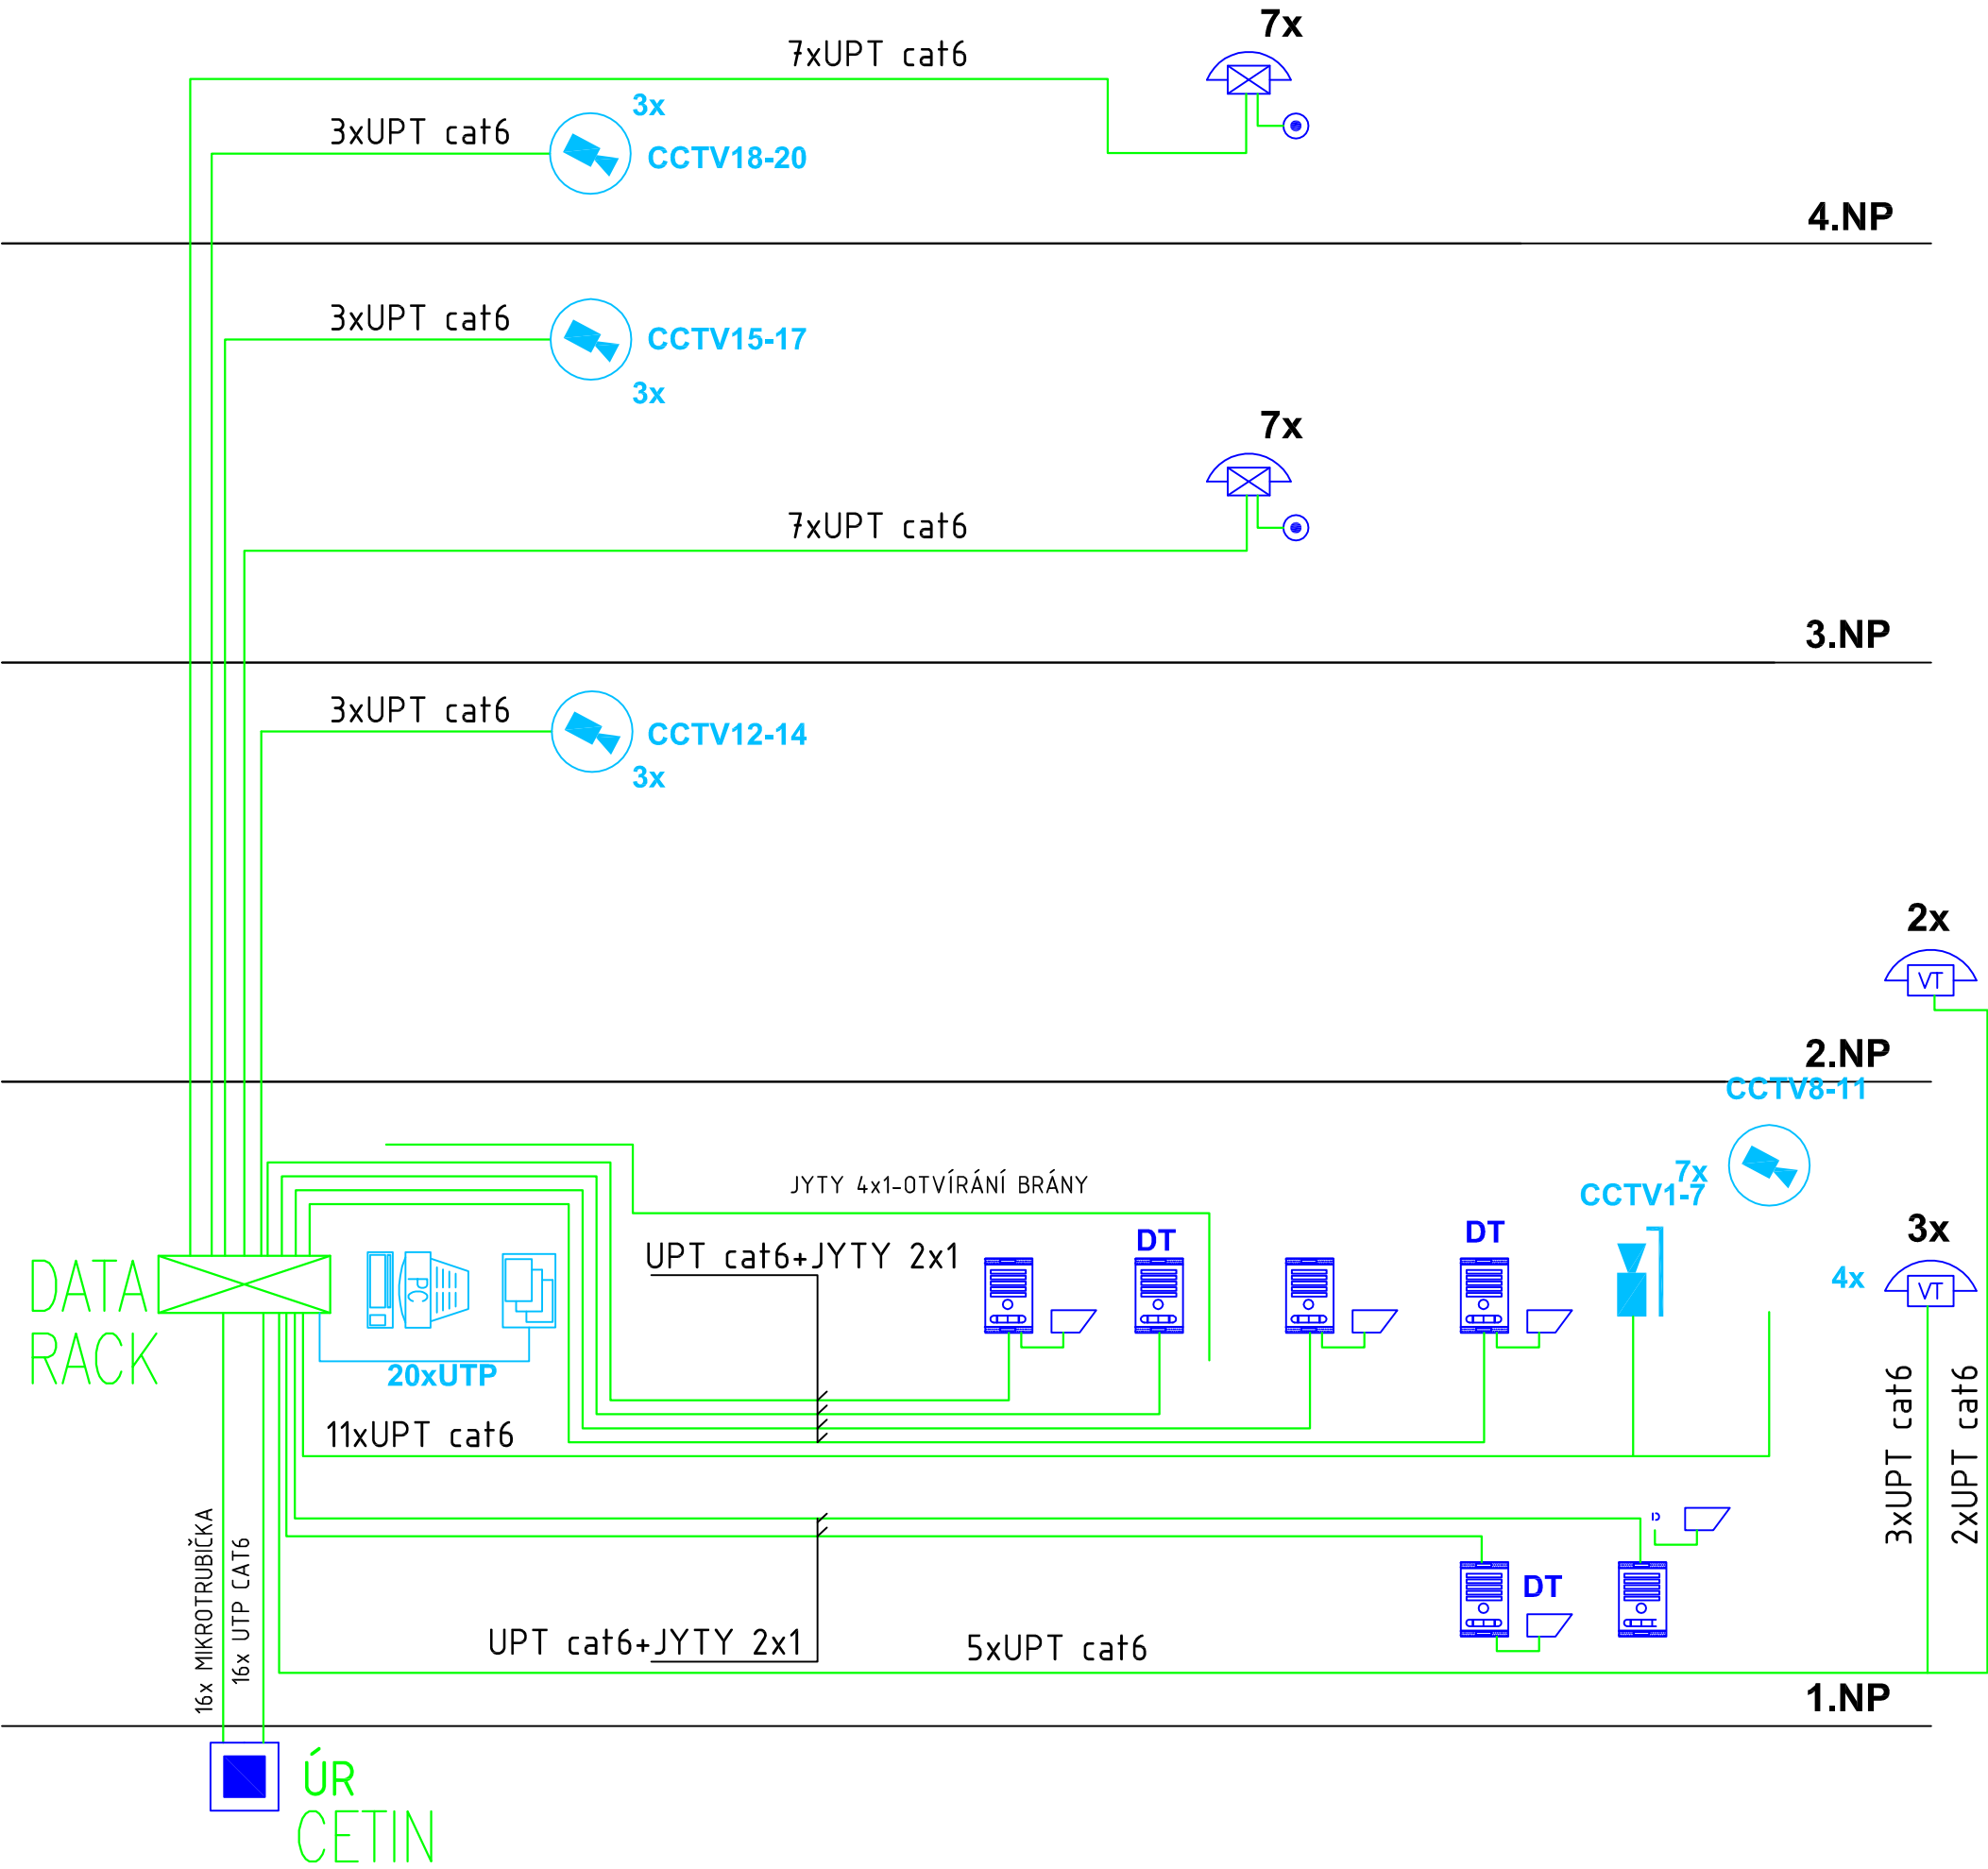 7x
7xUPT cat6
3x
3xUPT cat6
CCTV18-20
4.NP
3xUPT cat6
CCTV15-17
3x
7x
7xUPT cat6
3.NP
3xUPT cat6
CCTV12-14
3x
2x
VT
2.NP
CCTV8-11
7x
CCTV1-7
JYTY 4x1-OTVÍRÁNÍ BRÁNY
UPT cat6+JYTY 2x1
DT
DT
3x
4x
VT
DATA
RACK
PC
20xUTP
11xUPT cat6
3xUPT cat6
2xUPT cat6
16x MIKROTRUBIČKA
16x UTP CAT6
DT
UPT cat6+JYTY 2x1
5xUPT cat6
1.NP
ÚR
CETIN